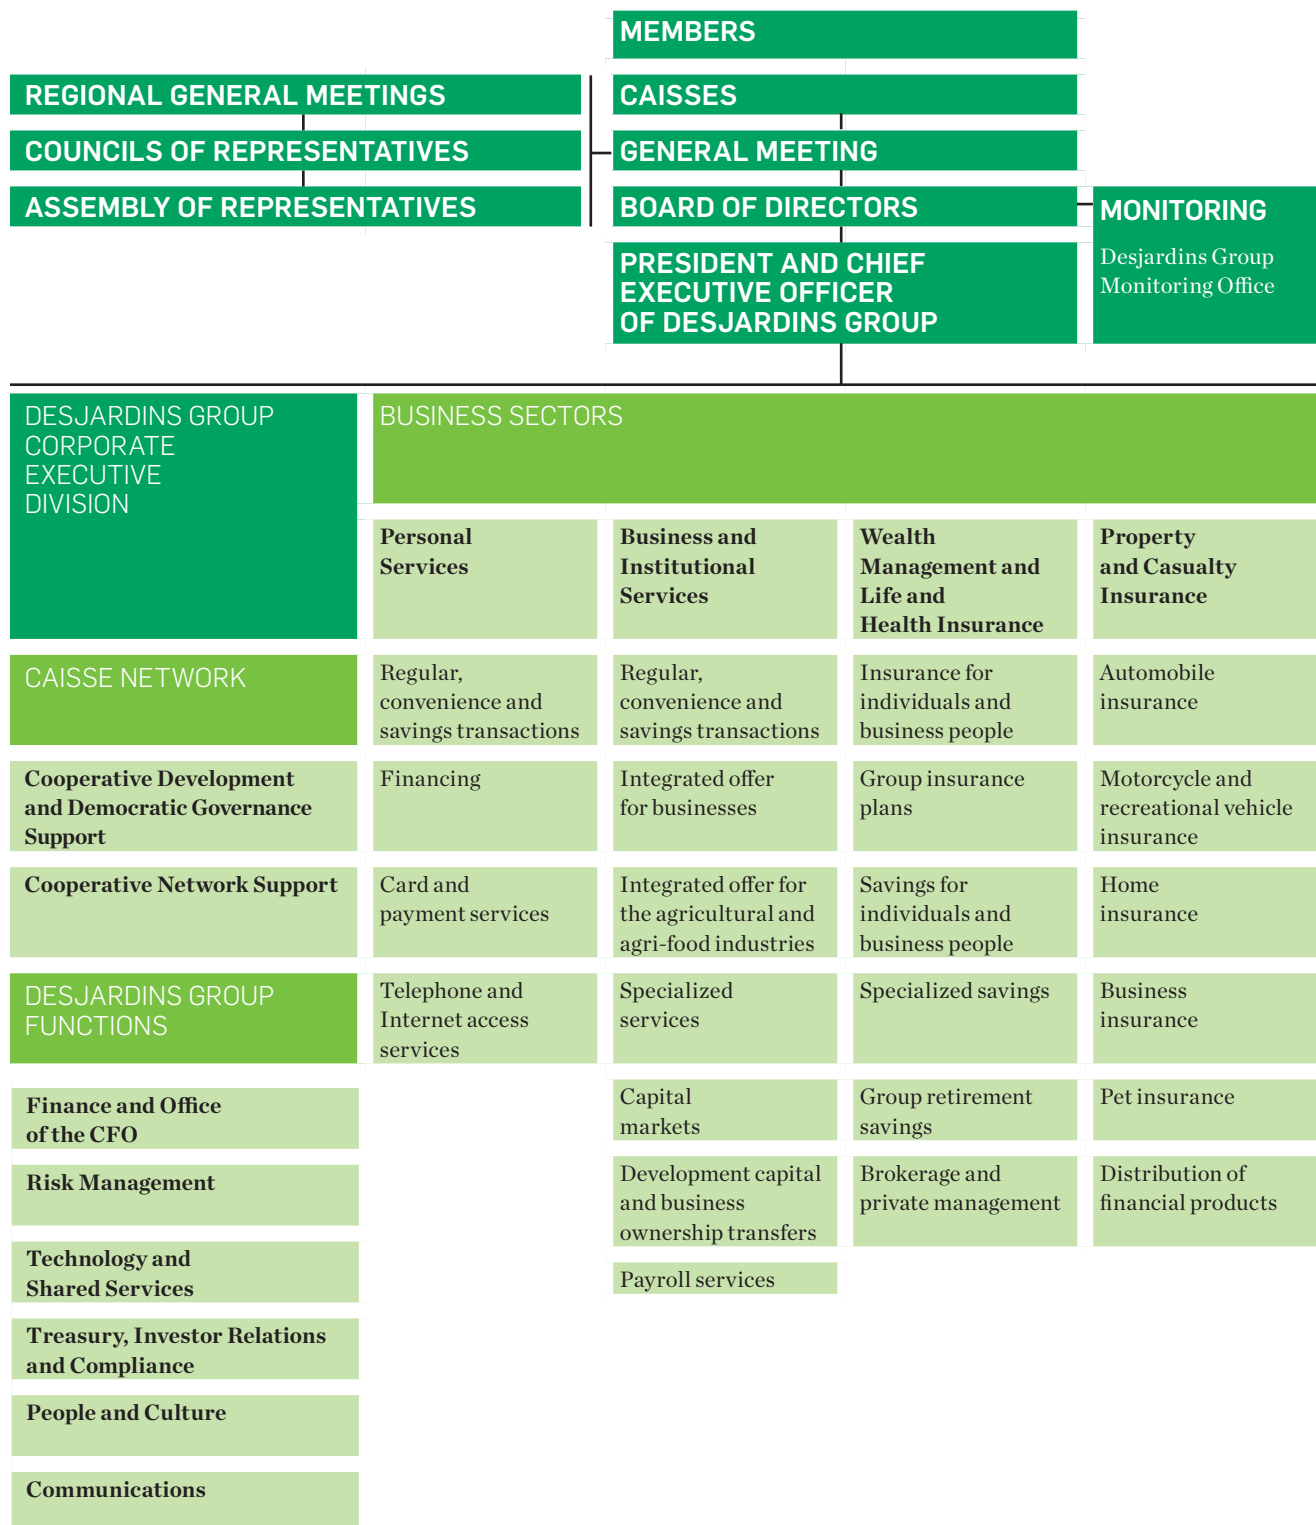 MEMBERS
REGIONAL GENERAL MEETINGS
COUNCILS OF REPRESENTATIVES
ASSEMBLY OF REPRESENTATIVES
CAISSES
GENERAL MEETING
BOARD OF DIRECTORS
PRESIDENT AND CHIEF
EXECUTIVE OFFICER
OF DESJARDINS GROUP
MONITORING
Desjardins Group
Monitoring Office
DESJARDINS GROUP
CORPORATE
EXECUTIVE
DIVISION
CAISSE NETWORK
Cooperative Development
and Democratic Governance
Support
Cooperative Network Support
DESJARDINS GROUP
FUNCTIONS
Finance and Office
of the CFO
Risk Management
Technology and
Shared Services
Treasury, Investor Relations
and Compliance
People and Culture
Communications
BUSINESS SECTORS
Personal
Services
Regular,
convenience and
savings transactions
Financing
Card and
payment services
Telephone and
Internet access
services
Business and
Institutional
Services
Regular,
convenience and
savings transactions
Integrated offer
for businesses
Integrated offer for
the agricultural and
agri-food industries
Specialized
services
Capital
markets
Development capital
and business
ownership transfers
Payroll services
Wealth
Management and
Life and
Health Insurance
Insurance for
individuals and
business people
Group insurance
plans
Savings for
individuals and
business people
Specialized savings
Group retirement
savings
Brokerage and
private management
Property
and Casualty
Insurance
Automobile
insurance
Motorcycle and
recreational vehicle
insurance
Home
insurance
Business
insurance
Pet insurance
Distribution of
financial products